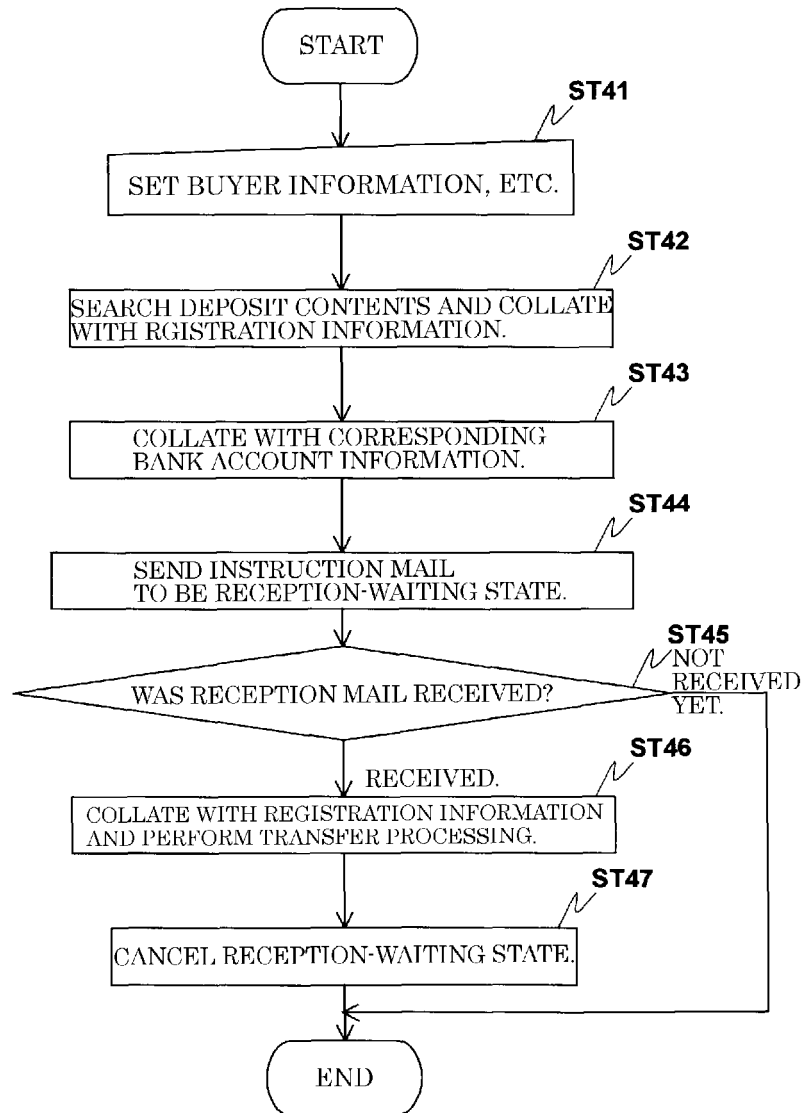 START
ST41
SET BUYER INFORMATION, ETC.
ST42
SEARCH DEPOSIT CONTENTS AND COLLATE
WITH RGISTRATION INFORMATION.
ST43
COLLATE WITH CORRESPONDING
BANK ACCOUNT INFORMATION.
ST44
SEND INSTRUCTION MAIL
TO BE RECEPTION-WAITING STATE.
ST45
WAS RECEPTION MAIL RECEIVED?
NOT
RECEIVED
YET.
RECEIVED.
ST46
COLLATE WITH REGISTRATION INFORMATION
AND PERFORM TRANSFER PROCESSING.
ST47
CANCEL RECEPTION-WAITING STATE.
END